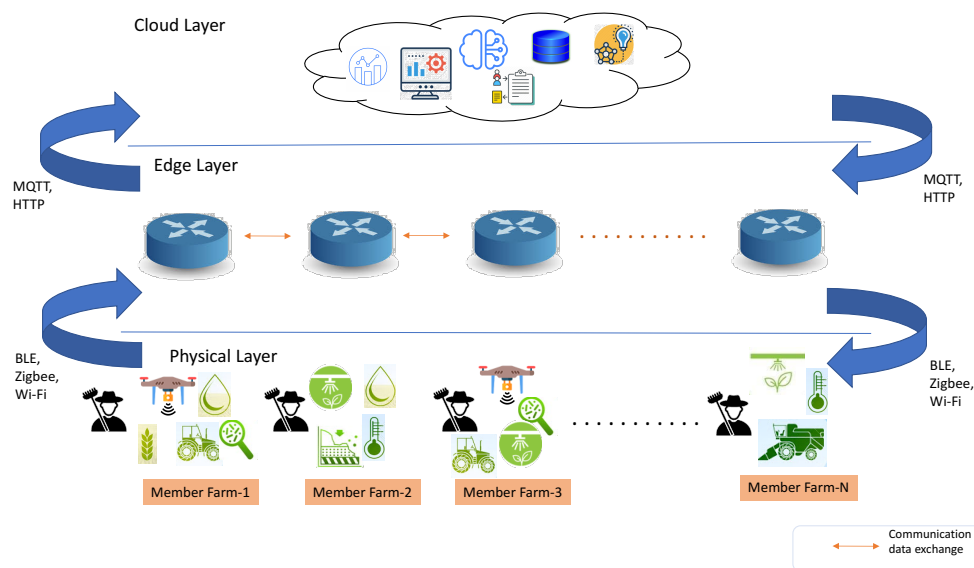 Cloud Layer
Edge Layer
MQTT,
HTTP
MQTT,
HTTP
Physical Layer
BLE,
Zigbee,
Wi-Fi
BLE,
Zigbee,
Wi-Fi
Member Farm-1
Member Farm-2
Member Farm-3
Member Farm-N
Communication
data exchange